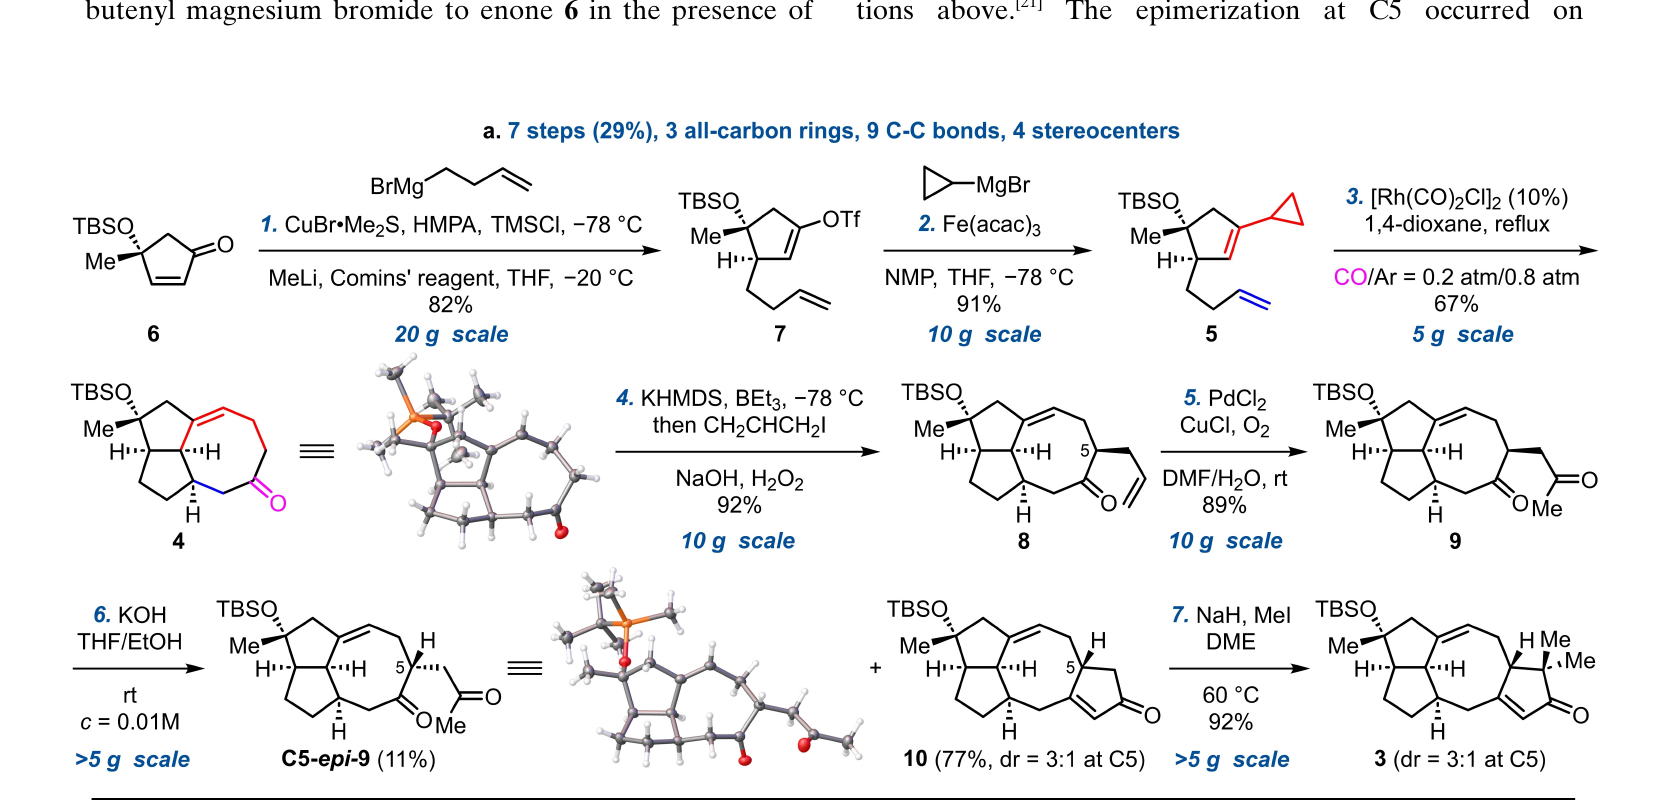 butenyl magnesium bromide to enone 6 in the presence of
tions above.[21] The epimerization at C5 occurred on
a. 7 steps (29%), 3 all-carbon rings, 9 C-C bonds, 4 stereocenters
TBSO
Me
O
6
BrMg
1. CuBr•Me2S, HMPA, TMSCl, −78 °C
MeLi, Comins' reagent, THF, −20 °C
82%
20 g scale
TBSO
Me
H
OTf
7
MgBr
2. Fe(acac)3
NMP, THF, −78 °C
91%
10 g scale
TBSO
Me
H
5
3. [Rh(CO)2Cl]2 (10%)
1,4-dioxane, reflux
CO/Ar = 0.2 atm/0.8 atm
67%
5 g scale
TBSO
Me
H
H
H
O
4
4. KHMDS, BEt3, −78 °C
then CH2CHCH2I
NaOH, H2O2
92%
10 g scale
TBSO
Me
H
H
5
H
O
8
5. PdCl2
CuCl, O2
DMF/H2O, rt
89%
10 g scale
TBSO
Me
H
H
H
O
O
Me
9
6. KOH
THF/EtOH
rt
c = 0.01M
>5 g scale
TBSO
Me
H
H
H
5
H
O
O
Me
C5-epi-9 (11%)
+
TBSO
Me
H
H
H
5
H
O
10 (77%, dr = 3:1 at C5)
7. NaH, MeI
DME
60 °C
92%
>5 g scale
TBSO
Me
H
H
H Me
Me
H
O
3 (dr = 3:1 at C5)